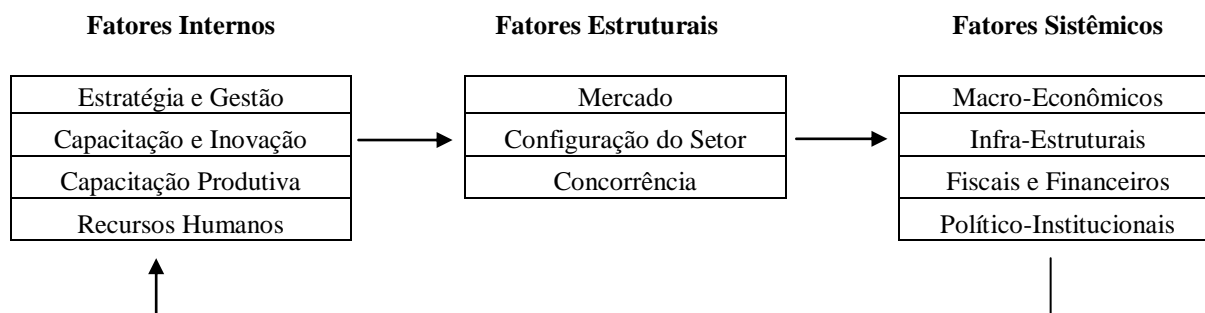 Fatores Internos
Estratégia e Gestão
Capacitação e Inovação
Capacitação Produtiva
Recursos Humanos
Fatores Estruturais
Mercado
Configuração do Setor
Concorrência
Fatores Sistêmicos
Macro-Econômicos
Infra-Estruturais
Fiscais e Financeiros
Político-Institucionais